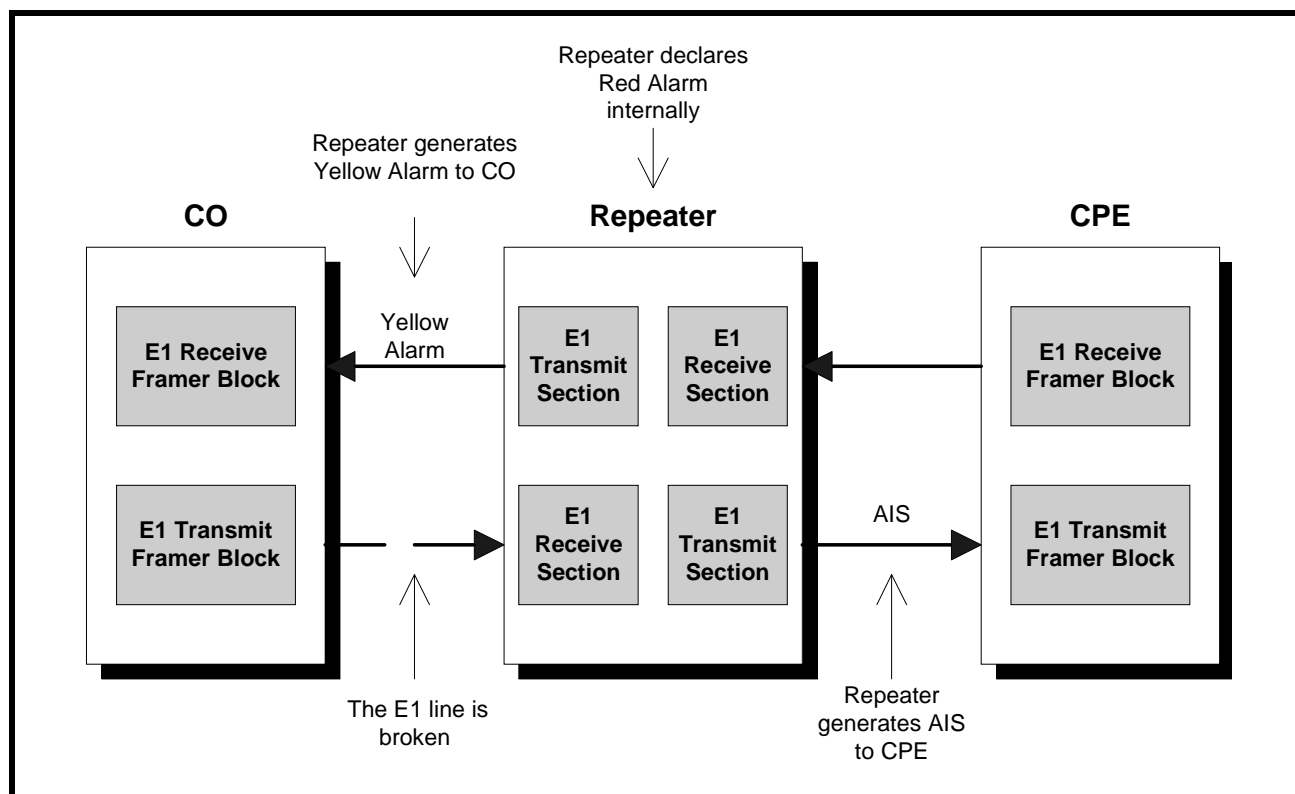 Repeater declares
Red Alarm
internally
Repeater generates
Yellow Alarm to CO
CO
Repeater
CPE
E1 Receive
Framer Block
Yellow
Alarm
E1
Transmit
Section
E1
Receive
Section
E1 Receive
Framer Block
E1 Transmit
Framer Block
E1
Receive
Section
E1
Transmit
Section
AIS
E1 Transmit
Framer Block
The E1 line is
broken
Repeater
generates AIS
to CPE